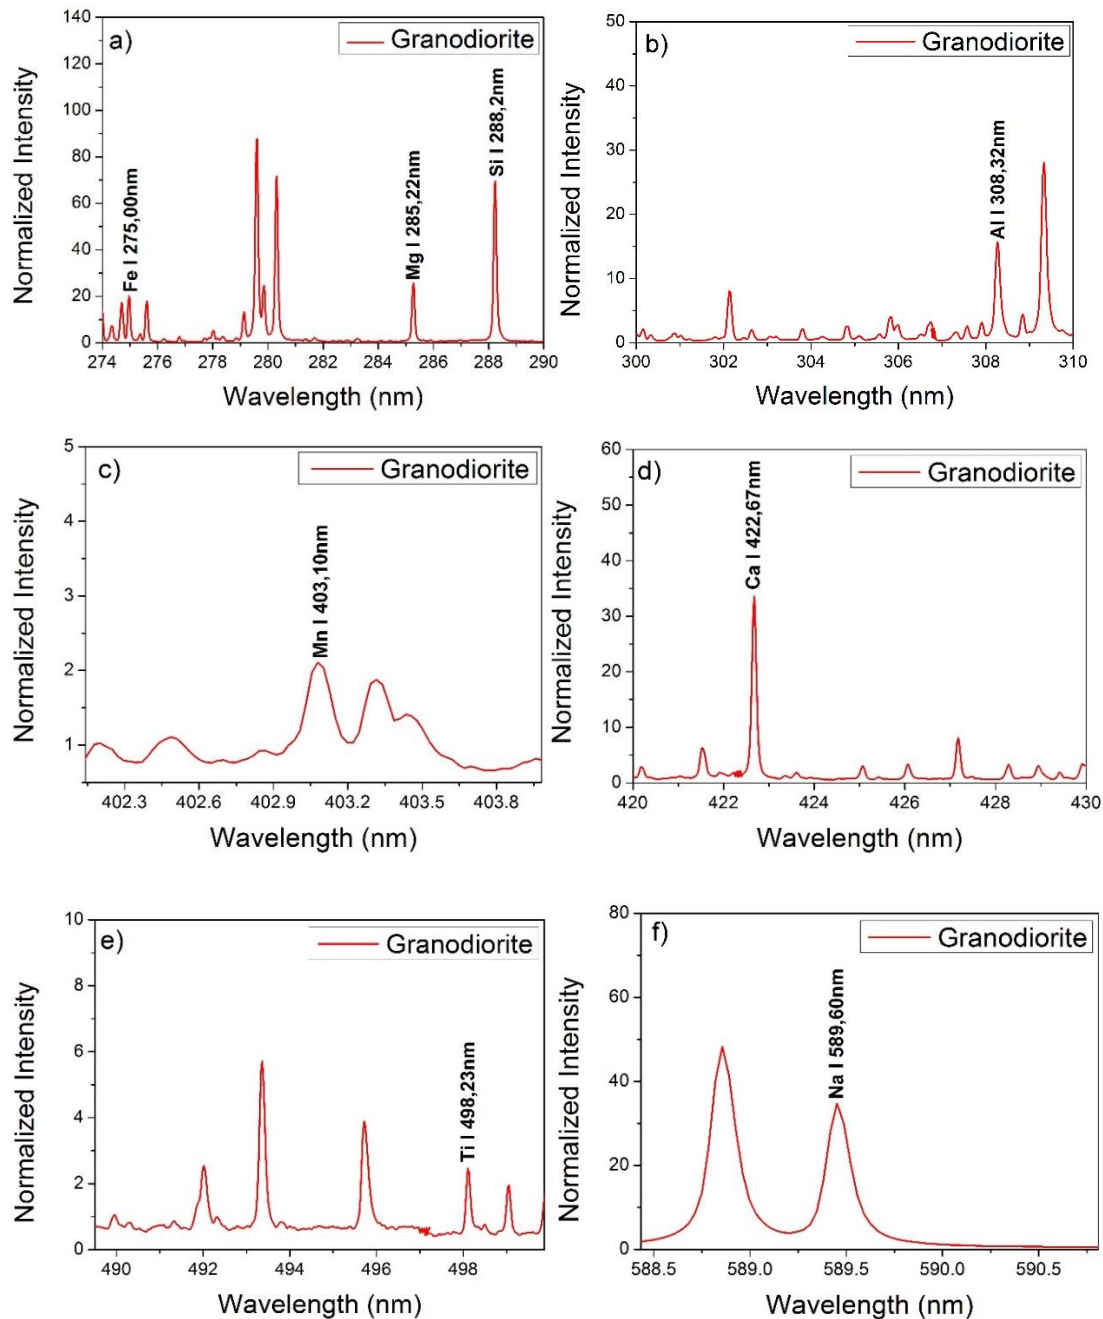 a)
Granodiorite
140
120
100
80
60
40
20
0
Normalized Intensity
Fe I 275,00nm
Mg I 285,22nm
Si I 288,2nm
274 276 278 280 282 284 286 288 290
Wavelength (nm)
b)
Granodiorite
50
40
30
20
10
0
Normalized Intensity
Al I 308,32nm
300 302 304 306 308 310
Wavelength (nm)
c)
Granodiorite
5
4
3
2
1
Normalized Intensity
Mn I 403,10nm
402.3 402.6 402.9 403.2 403.5 403.8
Wavelength (nm)
d)
Granodiorite
60
50
40
30
20
10
0
Normalized Intensity
Ca I 422,67nm
420 422 424 426 428 430
Wavelength (nm)
e)
Granodiorite
10
8
6
4
2
0
Normalized Intensity
Ti I 498,23nm
490 492 494 496 498
Wavelength (nm)
f)
Granodiorite
80
60
40
20
0
Normalized Intensity
Na I 589,60nm
588.5 589.0 589.5 590.0 590.5
Wavelength (nm)